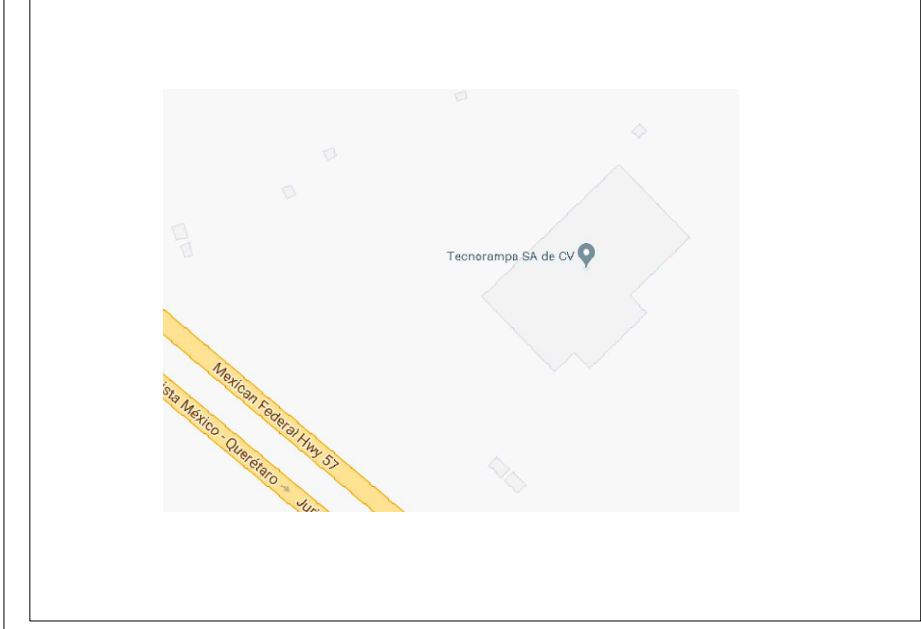 Tecnorampa SA de CV
Mexican Federal Hwy 57
ista México - Querétaro